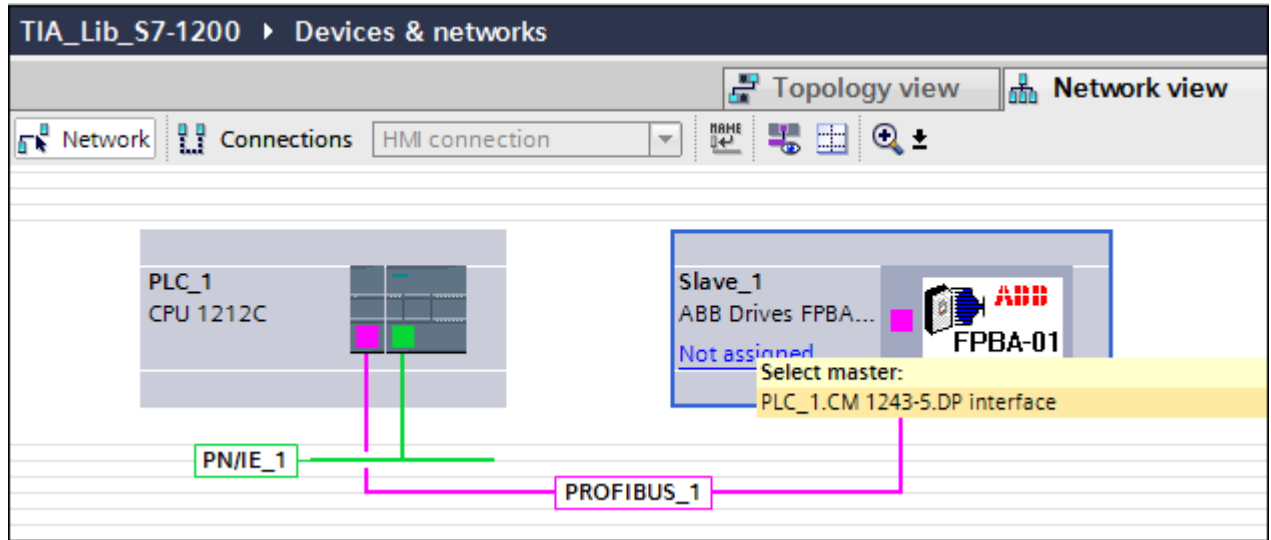 TIA_Lib_S7-1200 ▸ Devices & networks
Topology view
Network view
Network
Connections
HMI connection
NAME
PLC_1
CPU 1212C
Slave_1
ABB Drives FPBA...
Not assigned
ABB
FPBA-01
Select master:
PLC_1.CM 1243-5.DP interface
PN/IE_1
PROFIBUS_1